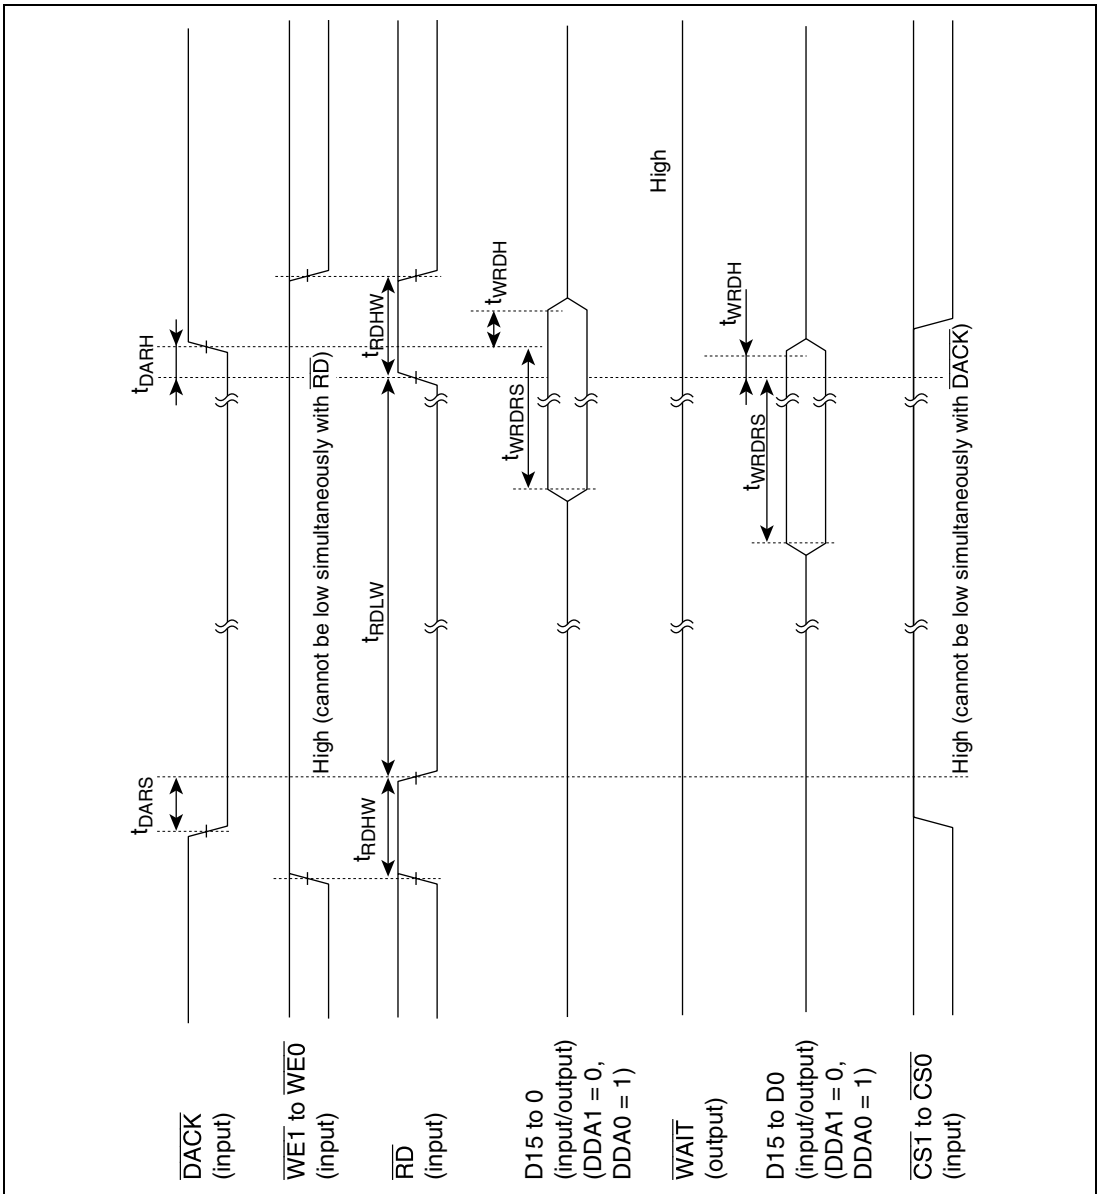 DACK
(input)
WE1 to WE0
(input)
RD
(input)
D15 to 0
(input/output)
(DDA1 = 0,
DDA0 = 1)
WAIT
(output)
D15 to D0
(input/output)
(DDA1 = 0,
DDA0 = 1)
CS1 to CS0
(input)
tDARS
tDARH
High (cannot be low simultaneously with RD)
tRDHW
tRDLW
tRDHW
tWRDRS
tWRDH
High
tWRDRS
tWRDH
High (cannot be low simultaneously with DACK)